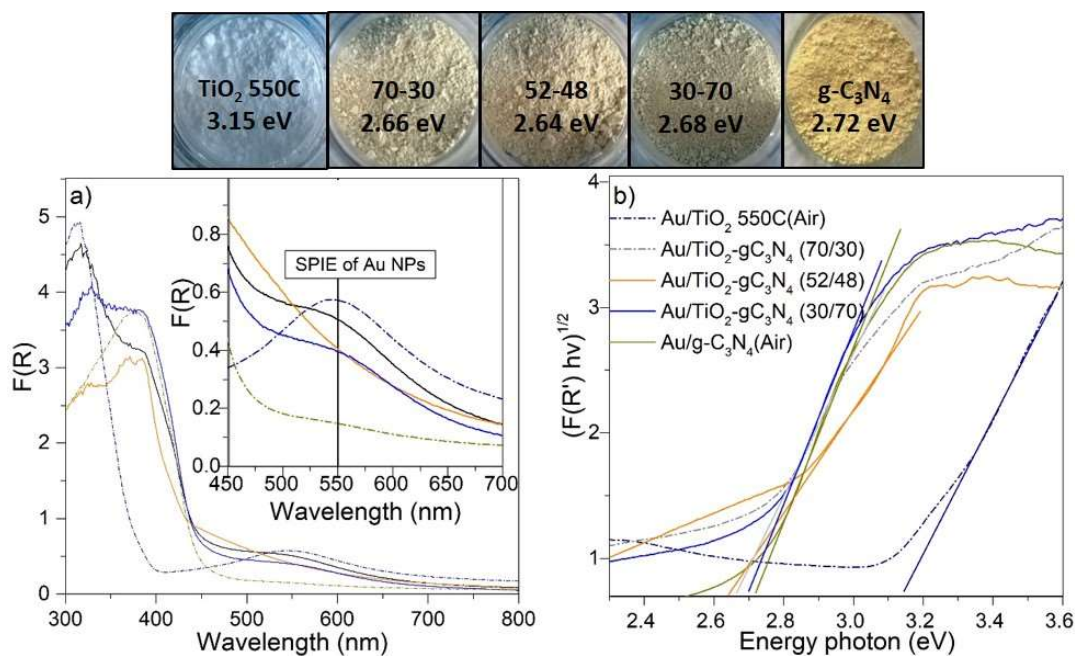 TiO₂ 550C
3.15 eV
70-30
2.66 eV
52-48
2.64 eV
30-70
2.68 eV
g-C₃N₄
2.72 eV
a)
F(R)
5
4
3
2
1
0
300 400 500 600 700 800
Wavelength (nm)
SPIE of Au NPs
F(R)
0.8
0.6
0.4
0.2
0.0
450 500 550 600 650 700
Wavelength (nm)
b)
Au/TiO₂ 550C(Air)
Au/TiO₂-gC₃N₄ (70/30)
Au/TiO₂-gC₃N₄ (52/48)
Au/TiO₂-gC₃N₄ (30/70)
Au/g-C₃N₄(Air)
(F(R') hv)¹/²
4
3
2
1
2.4 2.6 2.8 3.0 3.2 3.4 3.6
Energy photon (eV)